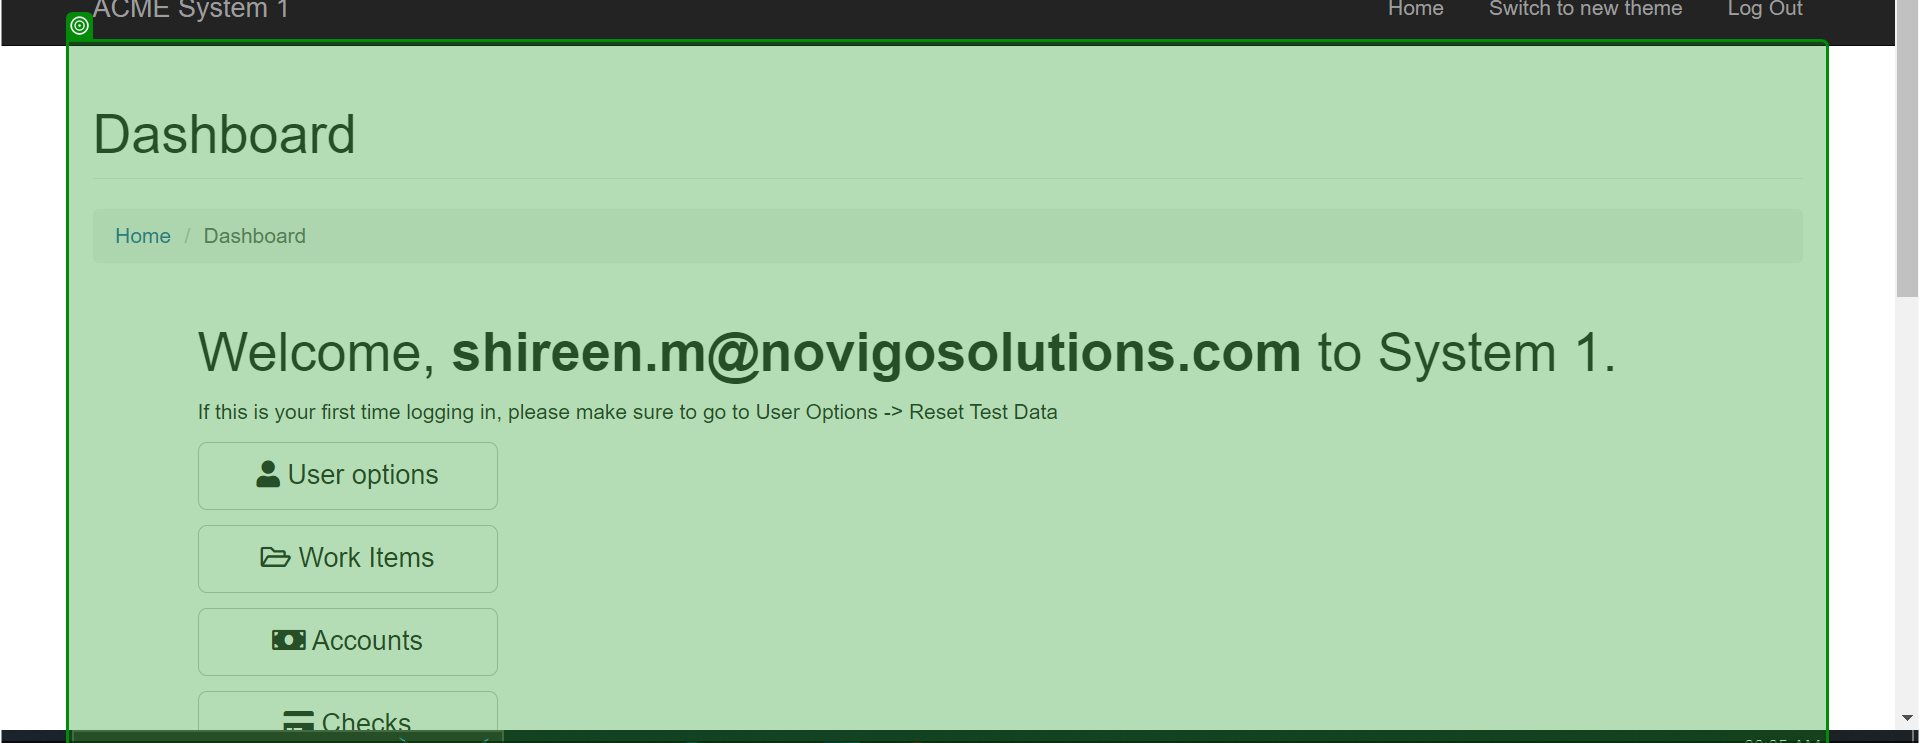 ACME System 1
Home Switch to new theme Log Out
Dashboard
Home / Dashboard
Welcome, shireen.m@novigosolutions.com to System 1.
If this is your first time logging in, please make sure to go to User Options -> Reset Test Data
User options
Work Items
Accounts
Checks